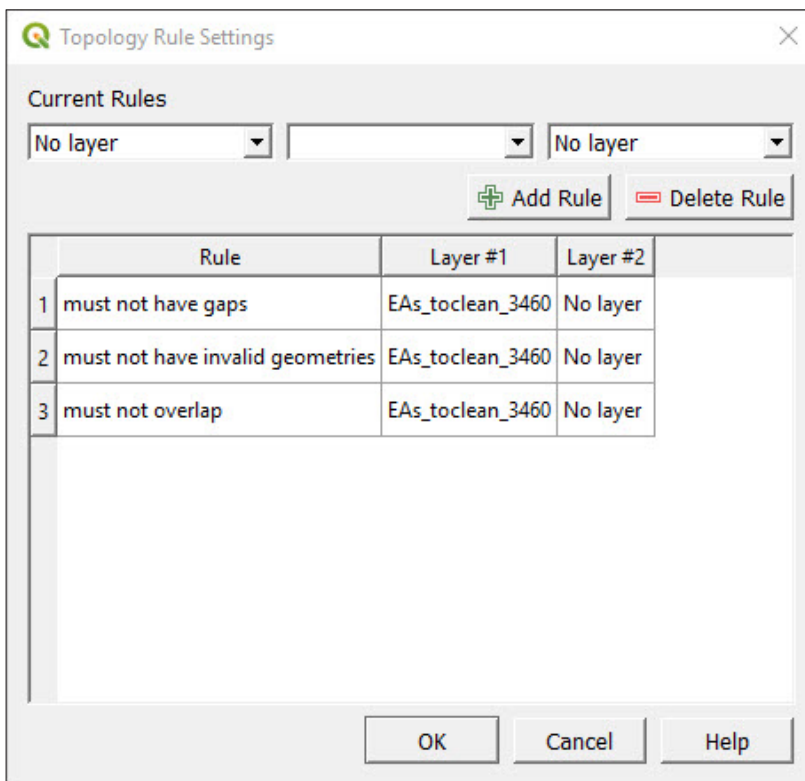 Topology Rule Settings
Current Rules
No layer No layer
Add Rule Delete Rule
Rule Layer #1 Layer #2
1 must not have gaps EAs_toclean_3460 No layer
2 must not have invalid geometries EAs_toclean_3460 No layer
3 must not overlap EAs_toclean_3460 No layer
OK Cancel Help